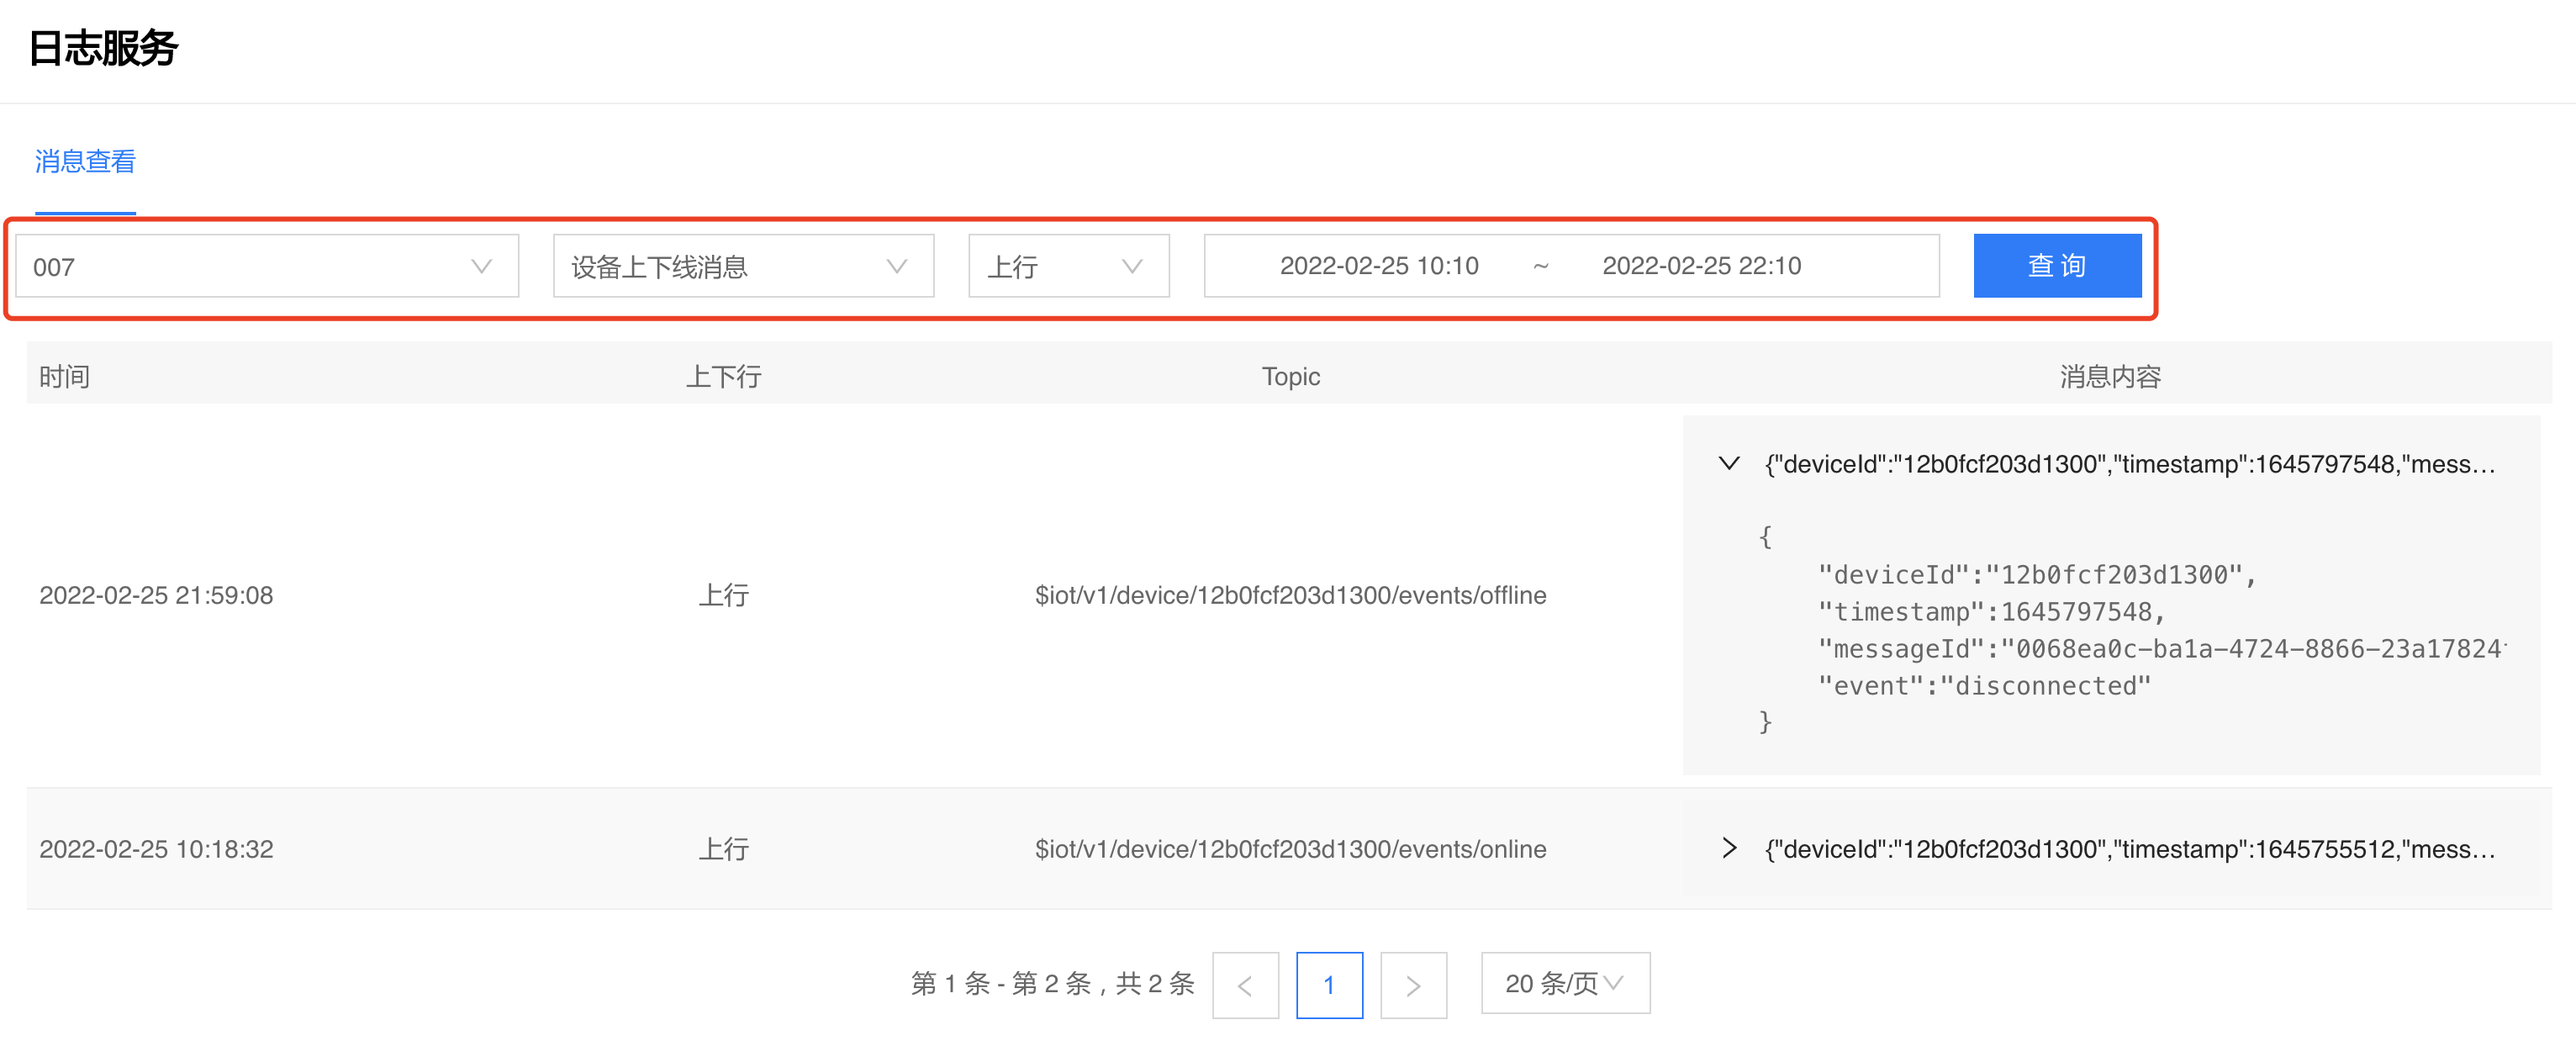 日志服务
消息查看
007 设备上下线消息 上行 2022-02-25 10:10 ~ 2022-02-25 22:10 查 询
时间 上下行 Topic 消息内容
{"deviceId":"12b0fcf203d1300","timestamp":1645797548,"mess...
{
"deviceId":"12b0fcf203d1300",
2022-02-25 21:59:08 上行 $iot/v1/device/12b0fcf203d1300/events/offline
"timestamp":1645797548,
"messageId":"0068ea0c-ba1a-4724-8866-23a17824
"event":"disconnected"
}
2022-02-25 10:18:32 上行 $iot/v1/device/12b0fcf203d1300/events/online {"deviceId":"12b0fcf203d1300","timestamp":1645755512,"mess...
第 1 条 - 第 2 条，共 2 条 < 1 > 20 条/页